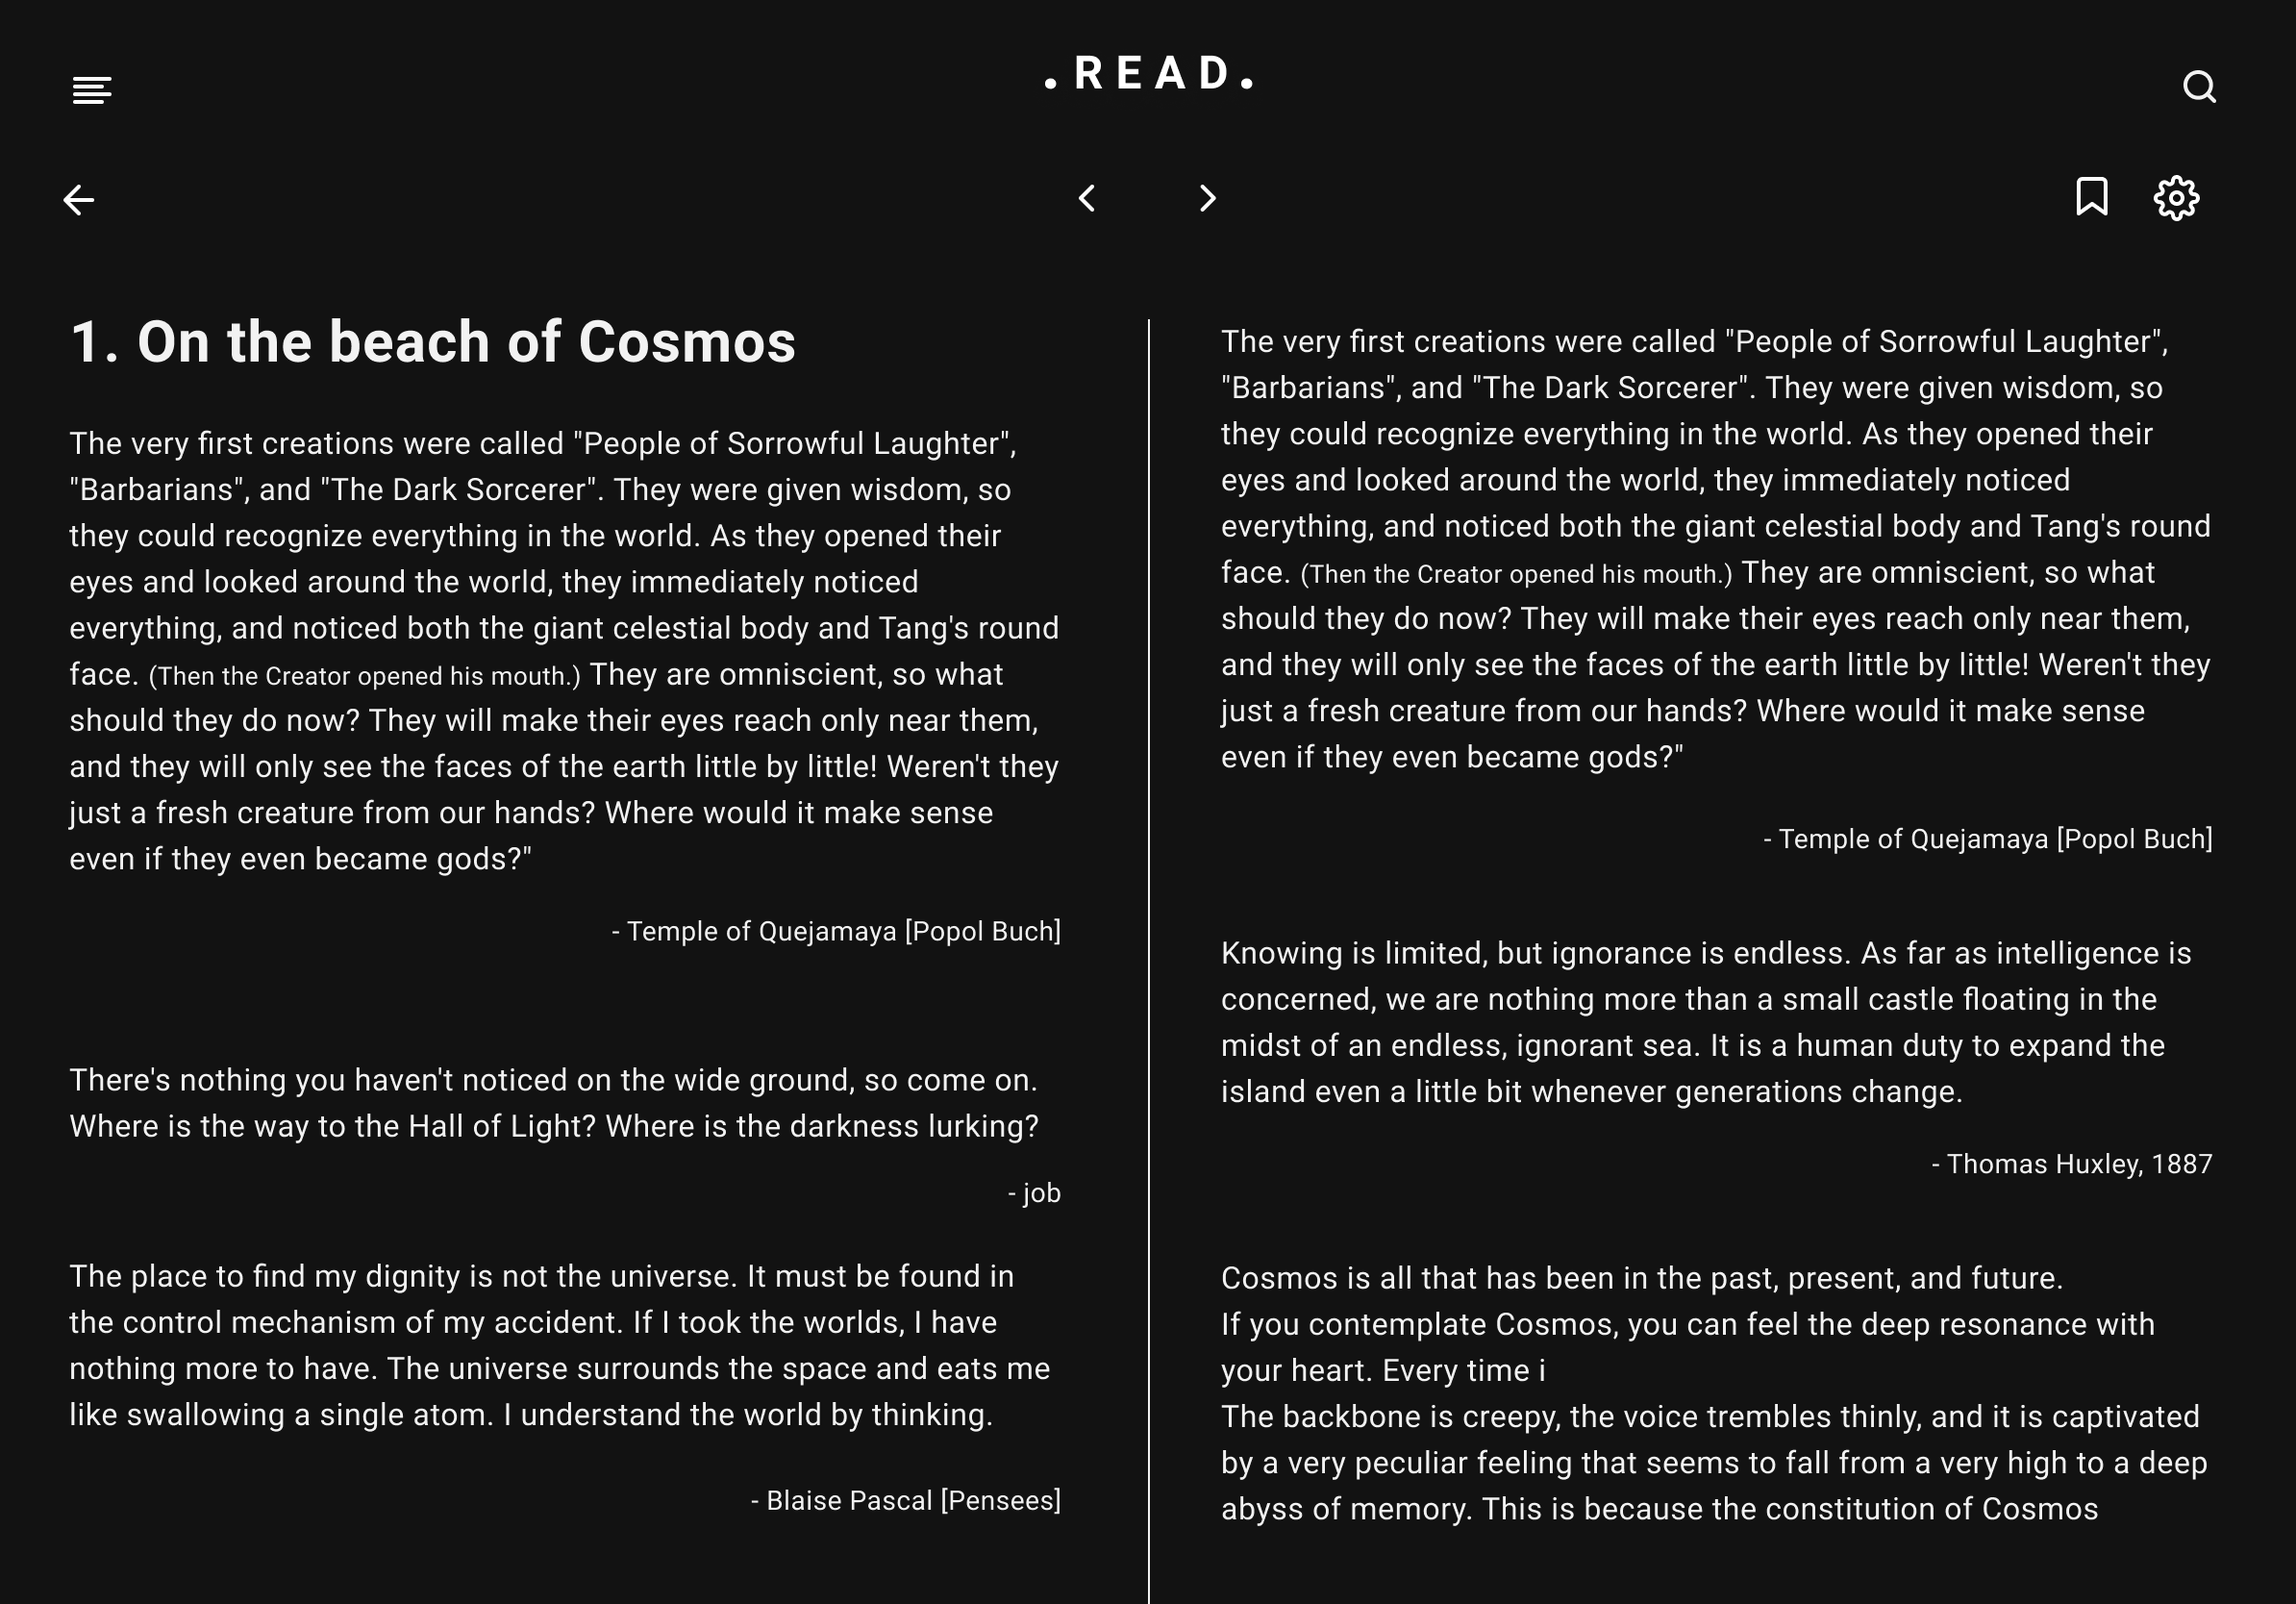 .READ.
1. On the beach of Cosmos
The very first creations were called "People of Sorrowful Laughter",
"Barbarians", and "The Dark Sorcerer". They were given wisdom, so
they could recognize everything in the world. As they opened their
eyes and looked around the world, they immediately noticed
everything, and noticed both the giant celestial body and Tang's round
face. (Then the Creator opened his mouth.) They are omniscient, so what
should they do now? They will make their eyes reach only near them,
and they will only see the faces of the earth little by little! Weren't they
just a fresh creature from our hands? Where would it make sense
even if they even became gods?"
- Temple of Quejamaya [Popol Buch]
There's nothing you haven't noticed on the wide ground, so come on.
Where is the way to the Hall of Light? Where is the darkness lurking?
- job
The place to find my dignity is not the universe. It must be found in
the control mechanism of my accident. If I took the worlds, I have
nothing more to have. The universe surrounds the space and eats me
like swallowing a single atom. I understand the world by thinking.
- Blaise Pascal [Pensees]
The very first creations were called "People of Sorrowful Laughter",
"Barbarians", and "The Dark Sorcerer". They were given wisdom, so
they could recognize everything in the world. As they opened their
eyes and looked around the world, they immediately noticed
everything, and noticed both the giant celestial body and Tang's round
face. (Then the Creator opened his mouth.) They are omniscient, so what
should they do now? They will make their eyes reach only near them,
and they will only see the faces of the earth little by little! Weren't they
just a fresh creature from our hands? Where would it make sense
even if they even became gods?"
- Temple of Quejamaya [Popol Buch]
Knowing is limited, but ignorance is endless. As far as intelligence is
concerned, we are nothing more than a small castle floating in the
midst of an endless, ignorant sea. It is a human duty to expand the
island even a little bit whenever generations change.
- Thomas Huxley, 1887
Cosmos is all that has been in the past, present, and future.
If you contemplate Cosmos, you can feel the deep resonance with
your heart. Every time i
The backbone is creepy, the voice trembles thinly, and it is captivated
by a very peculiar feeling that seems to fall from a very high to a deep
abyss of memory. This is because the constitution of Cosmos